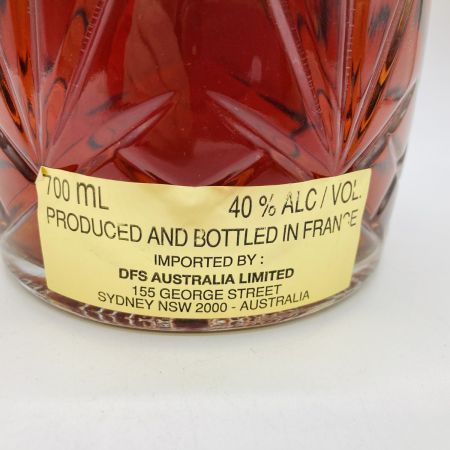 700 mL 40 % ALC / VOL.
PRODUCED AND BOTTLED IN FRANCE
IMPORTED BY :
DFS AUSTRALIA LIMITED
155 GEORGE STREET
SYDNEY NSW 2000 - AUSTRALIA